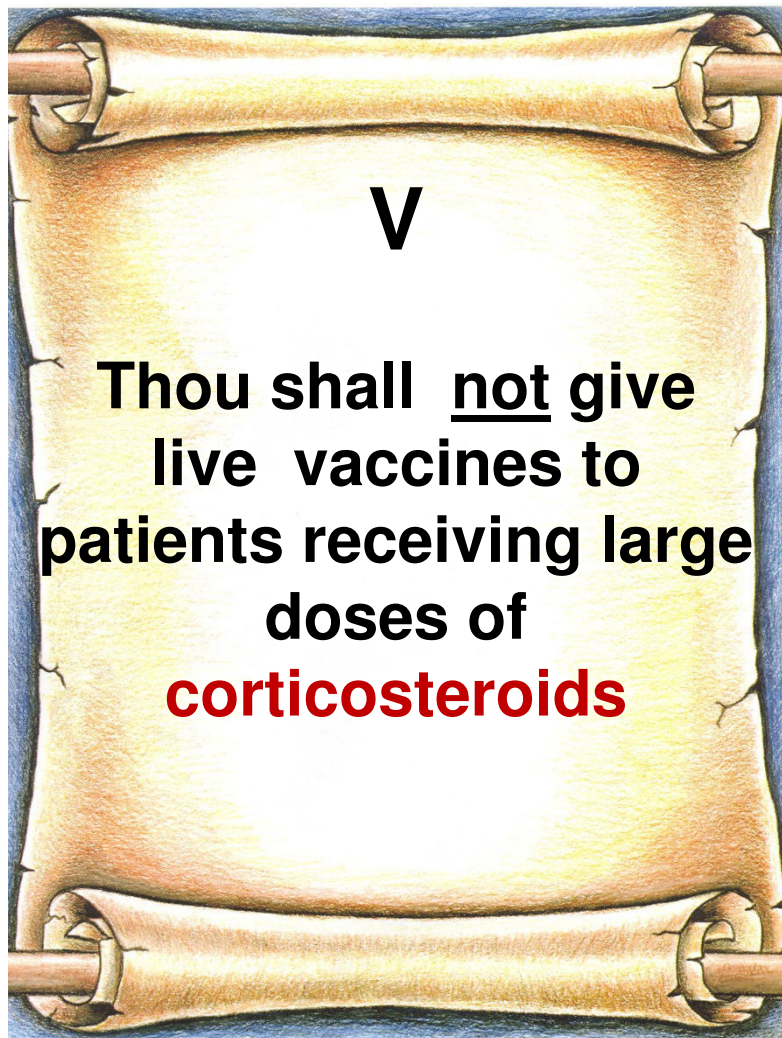 V
Thou shall not give
live vaccines to
patients receiving large
doses of
corticosteroids